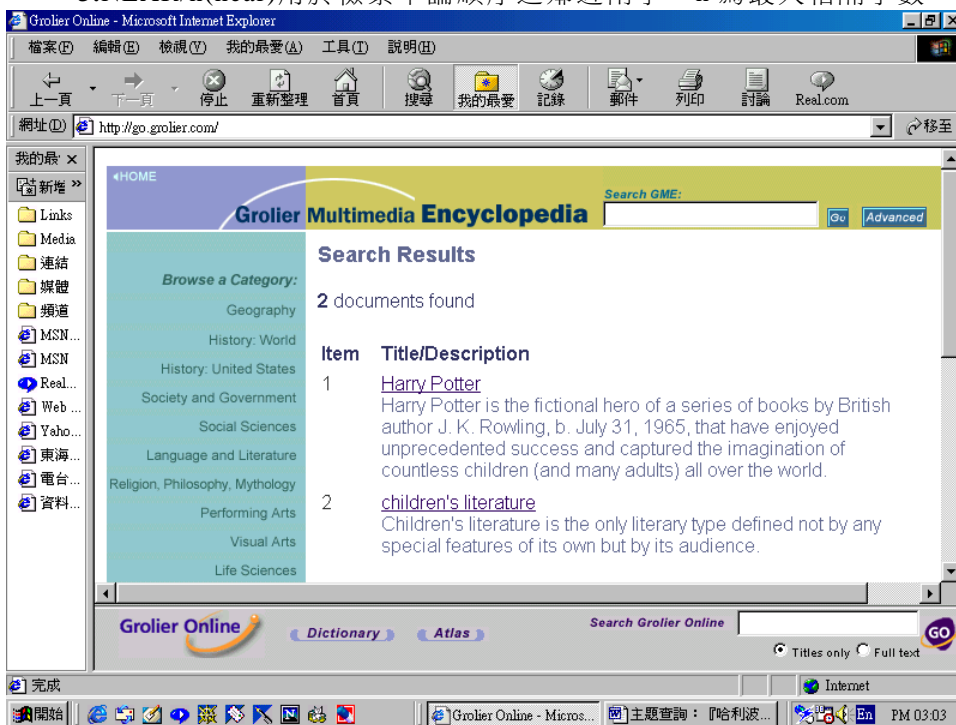 Grolier Online - Microsoft Internet Explorer
檔案(F) 編輯(E) 檢視(V) 我的最愛(A) 工具(T) 說明(H)
上一頁 下一頁 停止 重新整理 首頁 搜尋 我的最愛 記錄 郵件 列印 討論 Real.com
網址(D) http://go.grolier.com/ 移至
我的最 ×
新增 »
Links
Media
連結
媒體
頻道
MSN...
MSN
Real...
Web ...
Yaho...
東海...
電台...
資料...
HOME
Grolier Multimedia Encyclopedia
Search GME:
Go Advanced
Browse a Category:
Geography
History: World
History: United States
Society and Government
Social Sciences
Language and Literature
Religion, Philosophy, Mythology
Performing Arts
Visual Arts
Life Sciences
Search Results
2 documents found
Item Title/Description
1 Harry Potter
Harry Potter is the fictional hero of a series of books by British
author J. K. Rowling, b. July 31, 1965, that have enjoyed
unprecedented success and captured the imagination of
countless children (and many adults) all over the world.
2 children's literature
Children's literature is the only literary type defined not by any
special features of its own but by its audience.
Grolier Online
Dictionary Atlas
Search Grolier Online
GO
Titles only Full text
完成 Internet
開始 Grolier Online - Micros... 主題查詢：『哈利波... En PM 03:03